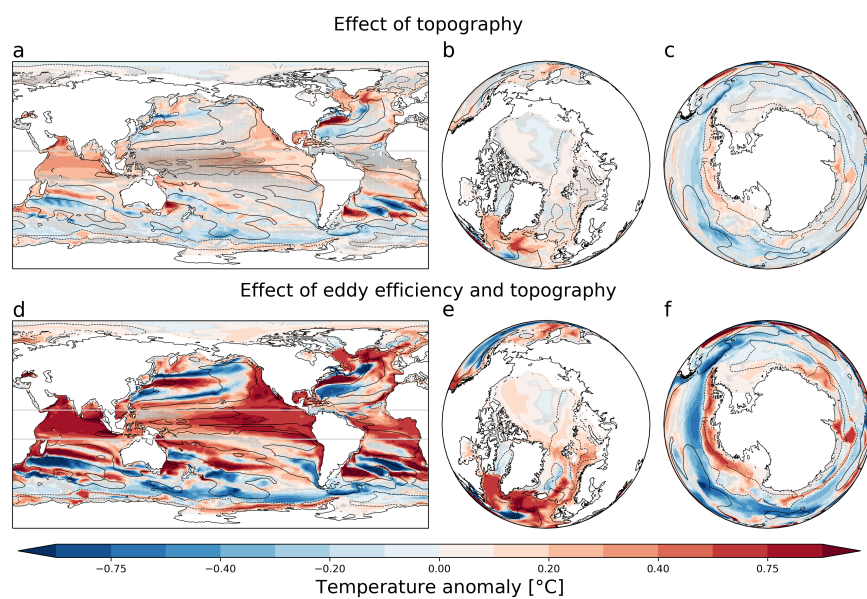 Effect of topography
a
b
c
Effect of eddy efficiency and topography
d
e
f
−0.75
−0.40
−0.20
0.00
0.20
0.40
0.75
Temperature anomaly [°C]